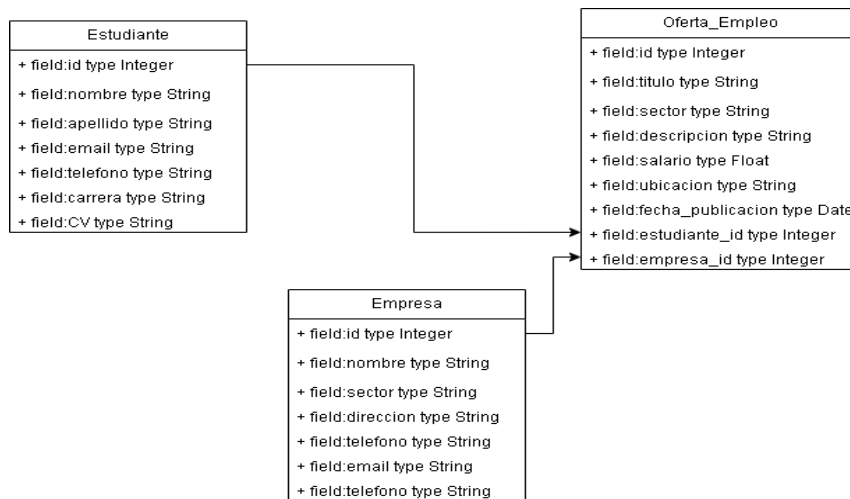 Estudiante
+ field:id type Integer
+ field:nombre type String
+ field:apellido type String
+ field:email type String
+ field:telefono type String
+ field:carrera type String
+ field:CV type String
Oferta_Empleo
+ field:id type Integer
+ field:titulo type String
+ field:sector type String
+ field:descripcion type String
+ field:salario type Float
+ field:ubicacion type String
+ field:fecha_publicacion type Date
+ field:estudiante_id type Integer
+ field:empresa_id type Integer
Empresa
+ field:id type Integer
+ field:nombre type String
+ field:sector type String
+ field:direccion type String
+ field:telefono type String
+ field:email type String
+ field:telefono type String